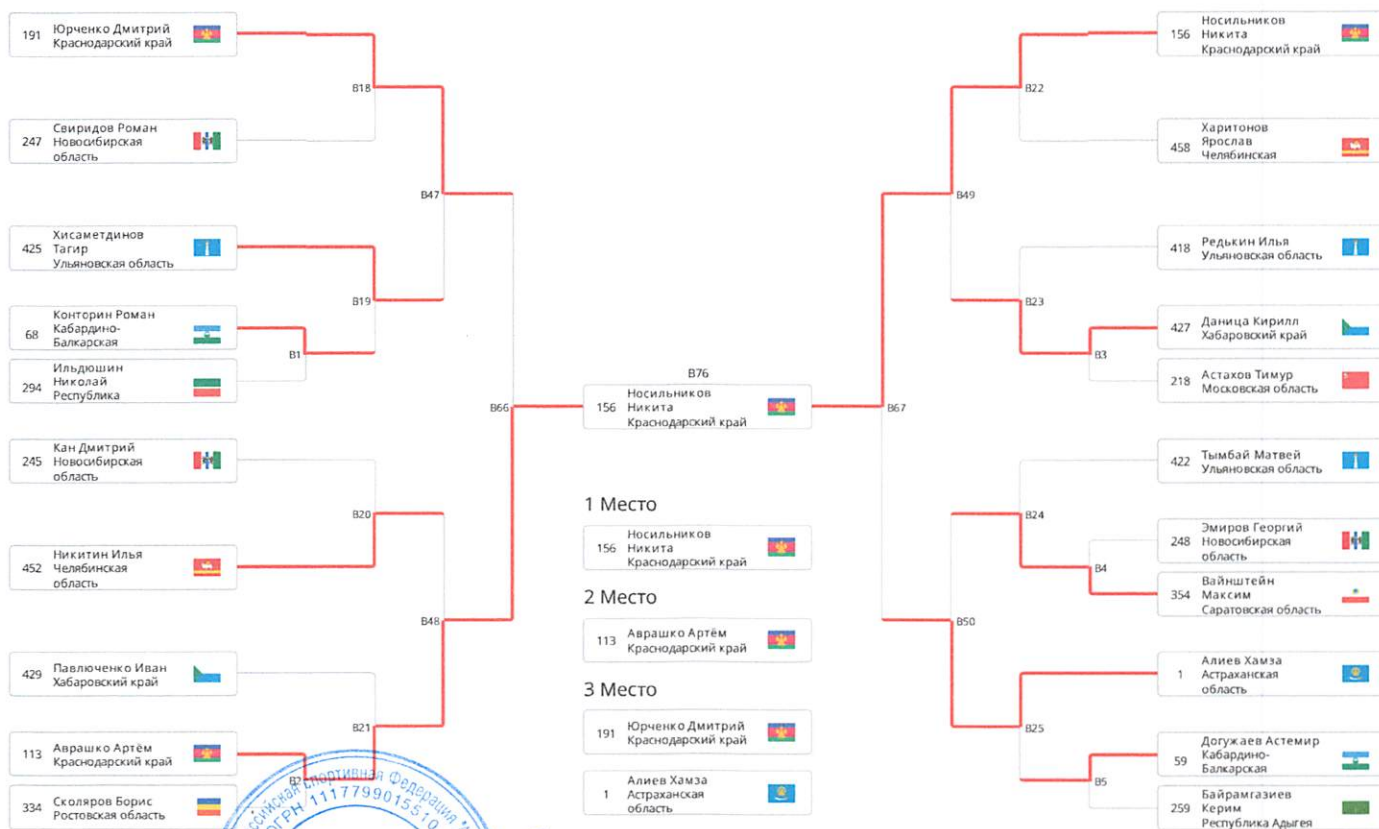 191
Юрченко Дмитрий
Краснодарский край
247
Свиридов Роман
Новосибирская
область
425
Хисаметдинов
Тагир
Ульяновская область
68
Конторин Роман
Кабардино-
Балкарская
294
Ильдюшин
Николай
Республика
245
Кан Дмитрий
Новосибирская
область
452
Никитин Илья
Челябинская
область
429
Павлюченко Иван
Хабаровский край
113
Аврашко Артём
Краснодарский край
334
Сколяров Борис
Ростовская область
B18
B19
B1
B20
B21
B2
B47
B48
B66
B76
156
Носильников
Никита
Краснодарский край
1 Место
156
Носильников
Никита
Краснодарский край
2 Место
113
Аврашко Артём
Краснодарский край
3 Место
191
Юрченко Дмитрий
Краснодарский край
1
Алиев Хамза
Астраханская
область
B67
B49
B50
B22
B23
B3
B24
B4
B25
B5
156
Носильников
Никита
Краснодарский край
458
Харитонов
Ярослав
Челябинская
418
Редькин Илья
Ульяновская область
427
Даница Кирилл
Хабаровский край
218
Астахов Тимур
Московская область
422
Тымбай Матвей
Ульяновская область
248
Эмиров Георгий
Новосибирская
область
354
Вайнштейн
Максим
Саратовская область
1
Алиев Хамза
Астраханская
область
59
Догужаев Астемир
Кабардино-
Балкарская
259
Байрамгазиев
Керим
Республика Адыгея
спортивная Федерация
ОГРН 1117799015510